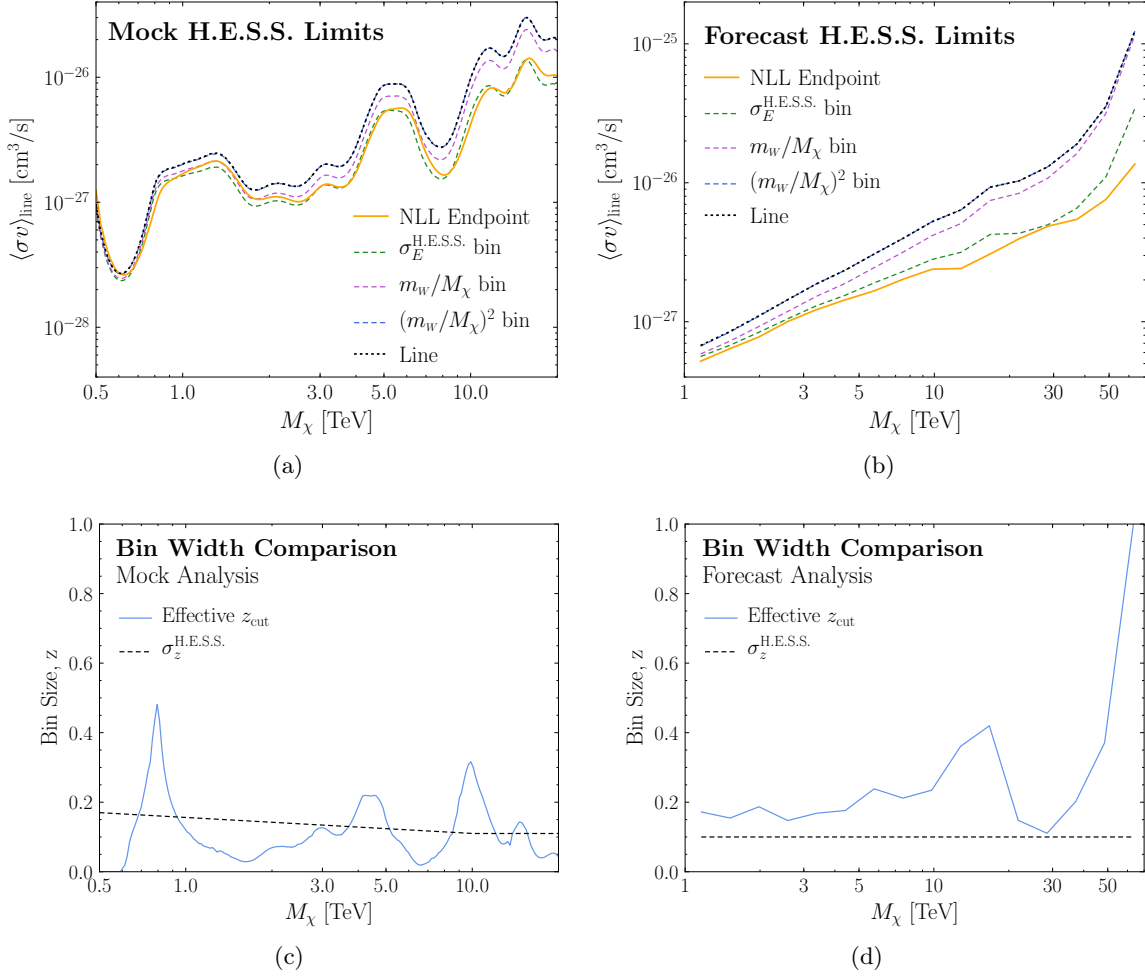 Mock H.E.S.S. Limits
⟨σv⟩line [cm³/s]
10⁻²⁶
10⁻²⁷
10⁻²⁸
NLL Endpoint
σ_E^H.E.S.S. bin
m_W/M_χ bin
(m_W/M_χ)² bin
Line
0.5 1.0 3.0 5.0 10.0
M_χ [TeV]
(a)
Forecast H.E.S.S. Limits
⟨σv⟩line [cm³/s]
10⁻²⁵
10⁻²⁶
10⁻²⁷
NLL Endpoint
σ_E^H.E.S.S. bin
m_W/M_χ bin
(m_W/M_χ)² bin
Line
1 3 5 10 30 50
M_χ [TeV]
(b)
Bin Width Comparison
Mock Analysis
Effective z_cut
σ_z^H.E.S.S.
Bin Size, z
1.0
0.8
0.6
0.4
0.2
0.0
0.5 1.0 3.0 5.0 10.0
M_χ [TeV]
(c)
Bin Width Comparison
Forecast Analysis
Effective z_cut
σ_z^H.E.S.S.
Bin Size, z
1.0
0.8
0.6
0.4
0.2
0.0
1 3 5 10 30 50
M_χ [TeV]
(d)